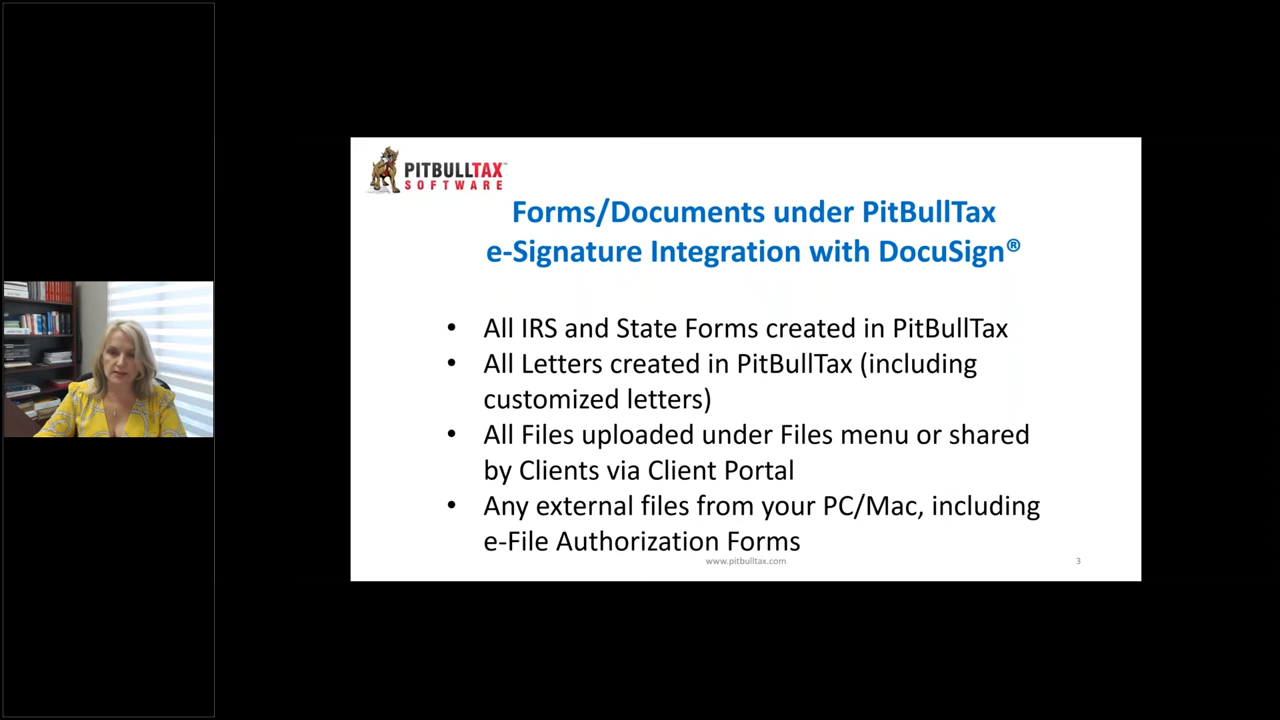 PITBULLTAX™
SOFTWARE
Forms/Documents under PitBullTax
e-Signature Integration with DocuSign®
• All IRS and State Forms created in PitBullTax
• All Letters created in PitBullTax (including
customized letters)
• All Files uploaded under Files menu or shared
by Clients via Client Portal
• Any external files from your PC/Mac, including
e-File Authorization Forms
www.pitbulltax.com
3